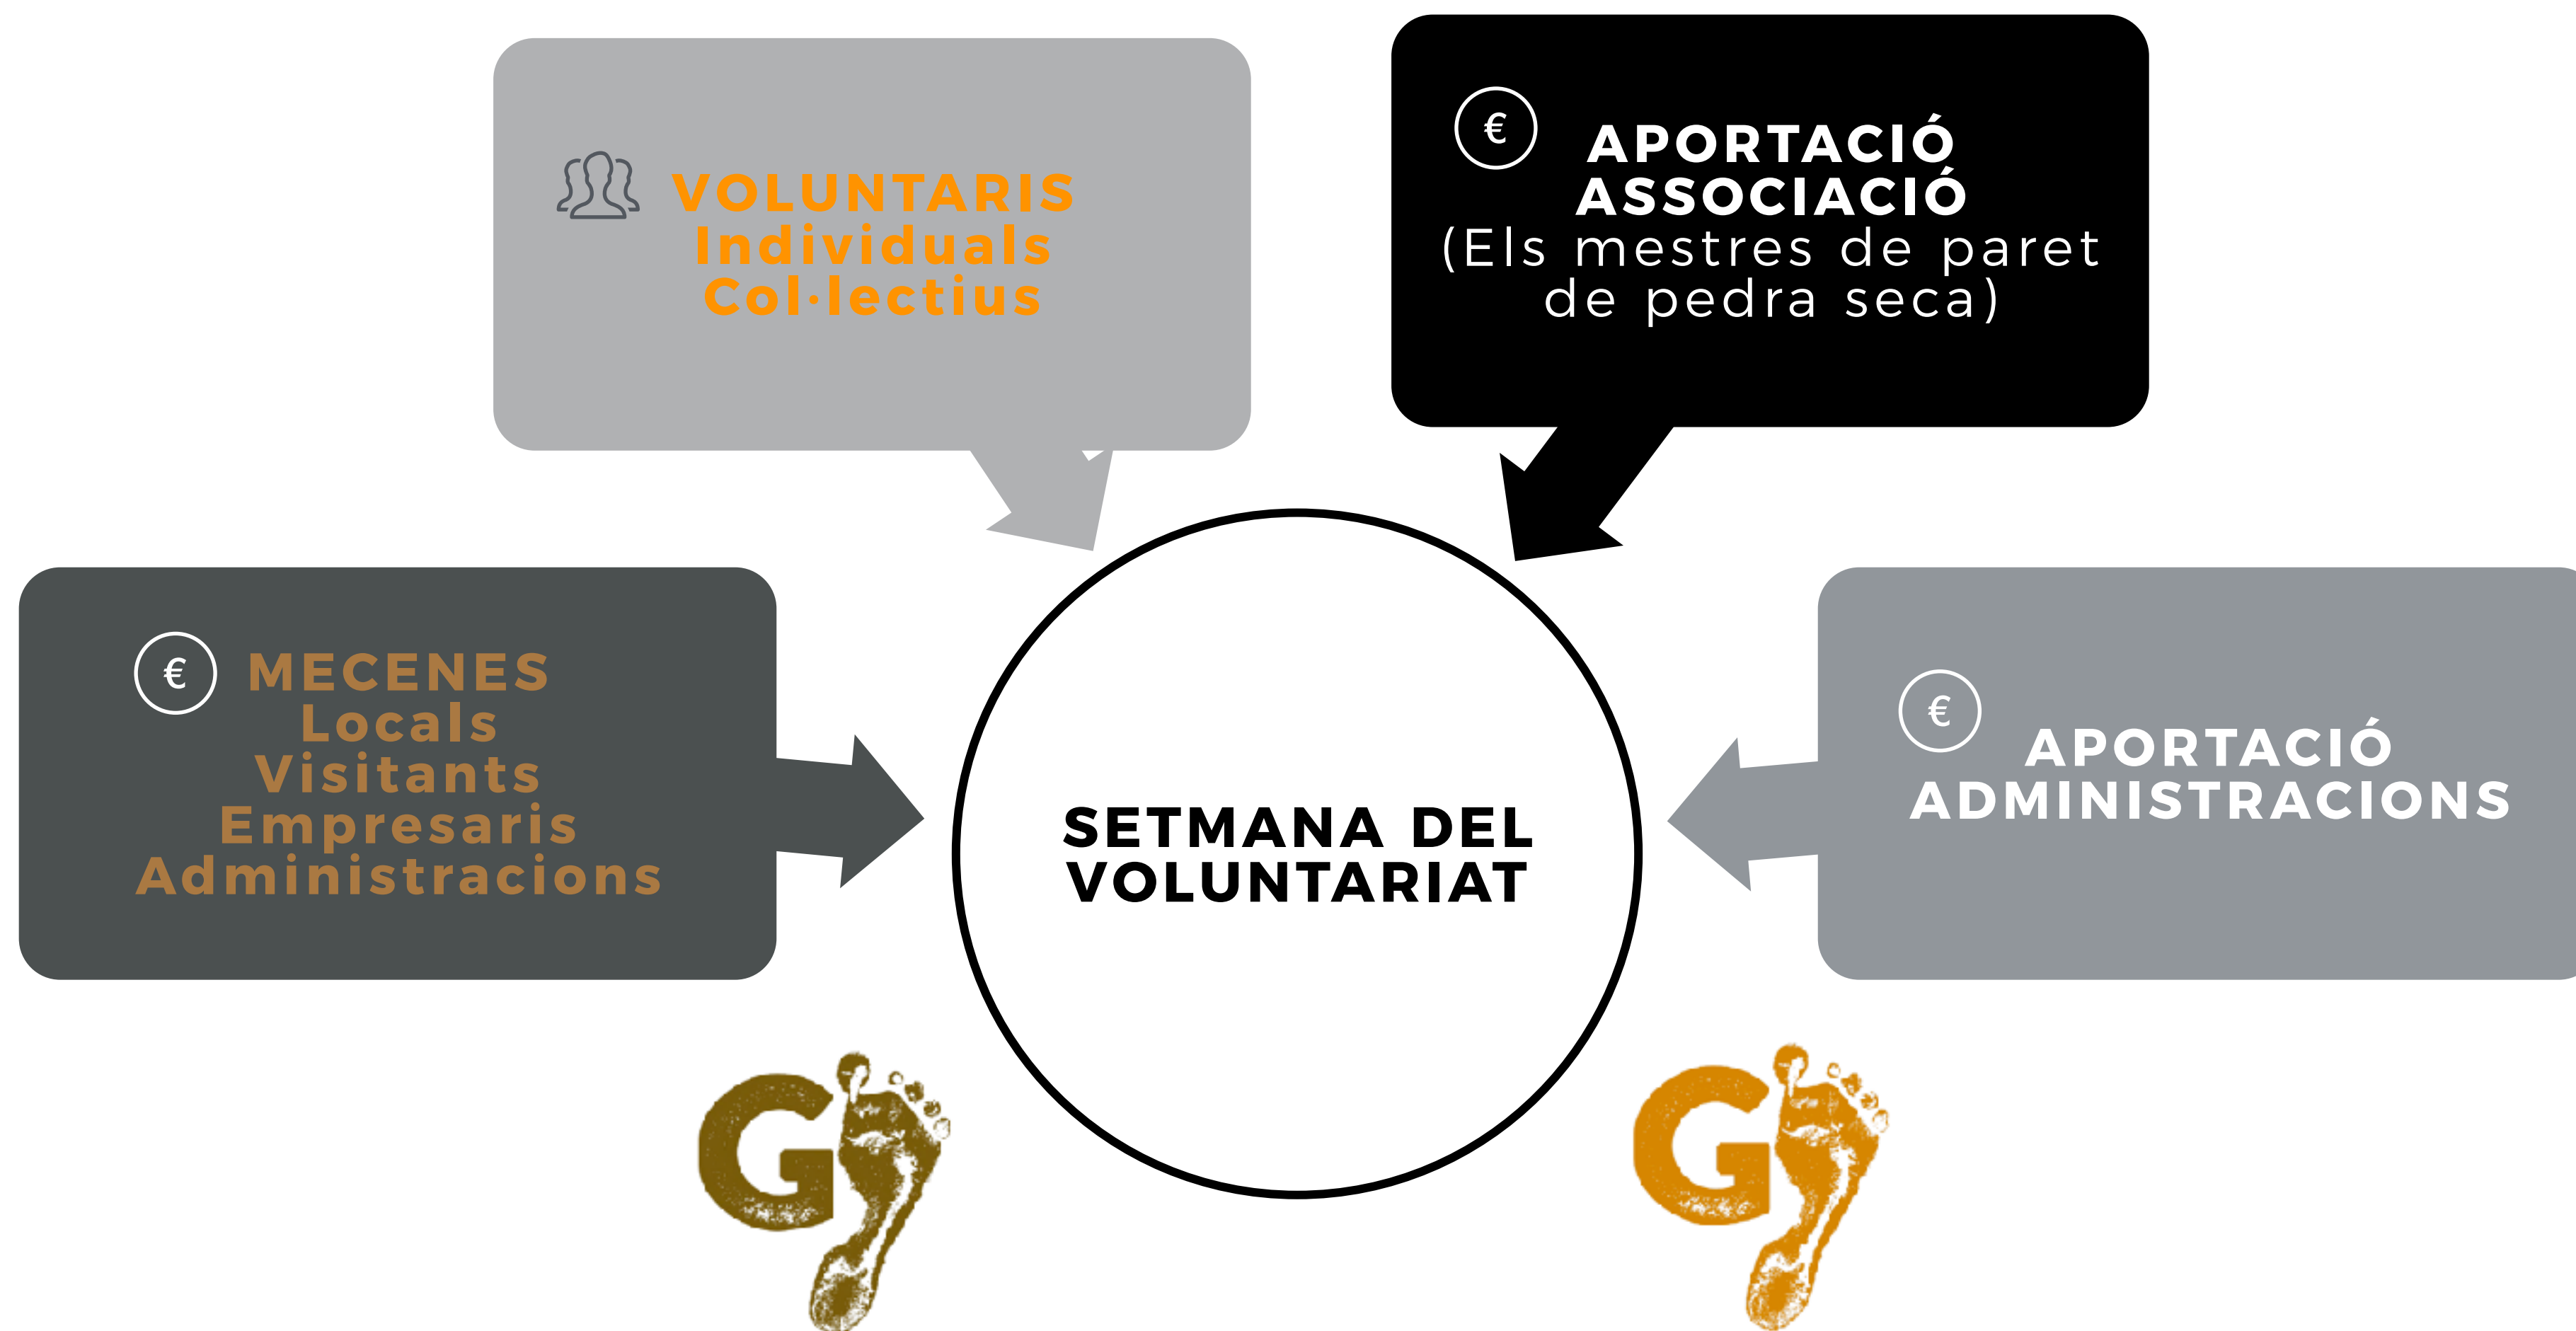 VOLUNTARIS
Individuals
Col·lectius
€
APORTACIÓ
ASSOCIACIÓ
(Els mestres de paret
de pedra seca)
€
MECENES
Locals
Visitants
Empresaris
Administracions
SETMANA DEL
VOLUNTARIAT
€
APORTACIÓ
ADMINISTRACIONS
G
G